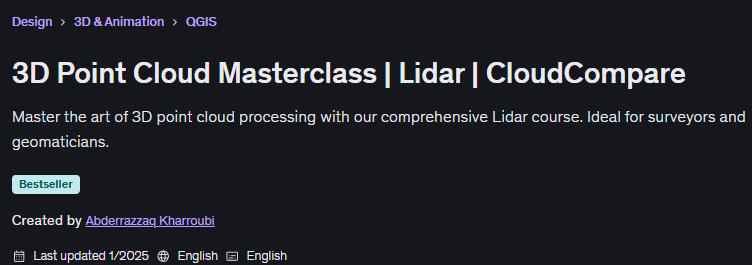 Design > 3D & Animation > QGIS
3D Point Cloud Masterclass | Lidar | CloudCompare
Master the art of 3D point cloud processing with our comprehensive Lidar course. Ideal for surveyors and
geomaticians.
Bestseller
Created by Abderrazzaq Kharroubi
Last updated 1/2025 English English